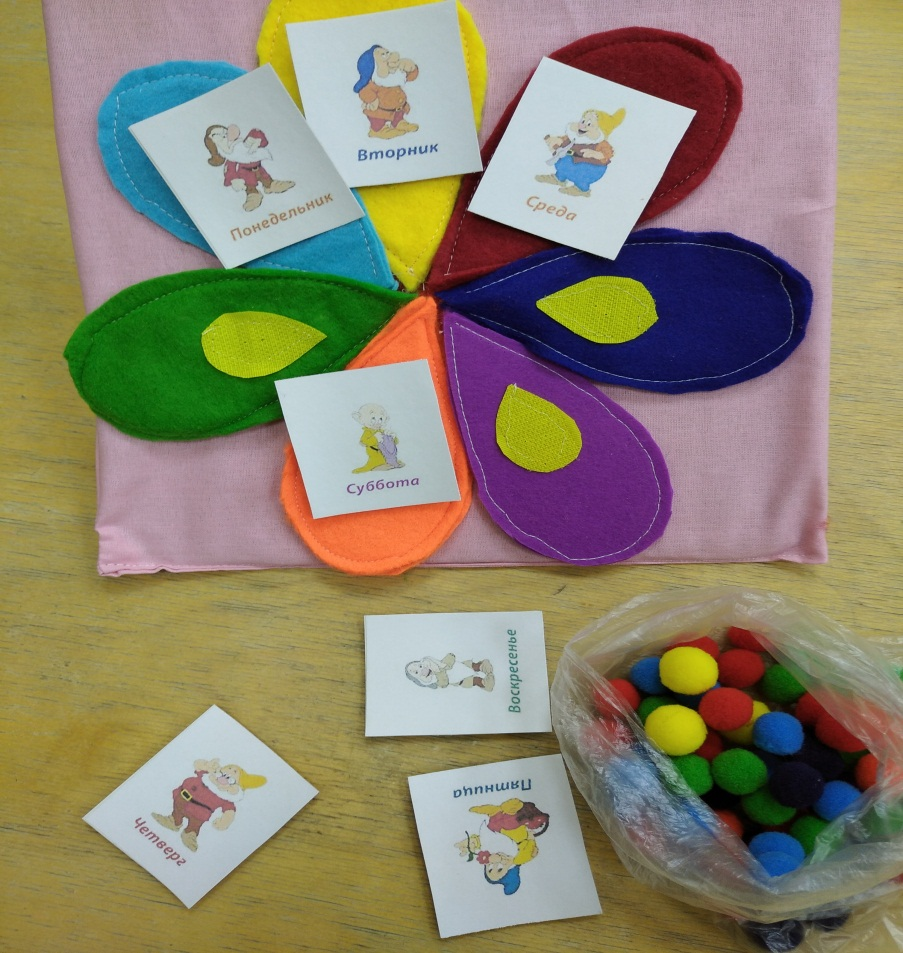 Понедельник
Вторник
Среда
Суббота
Воскресенье
Четверг
Пятница